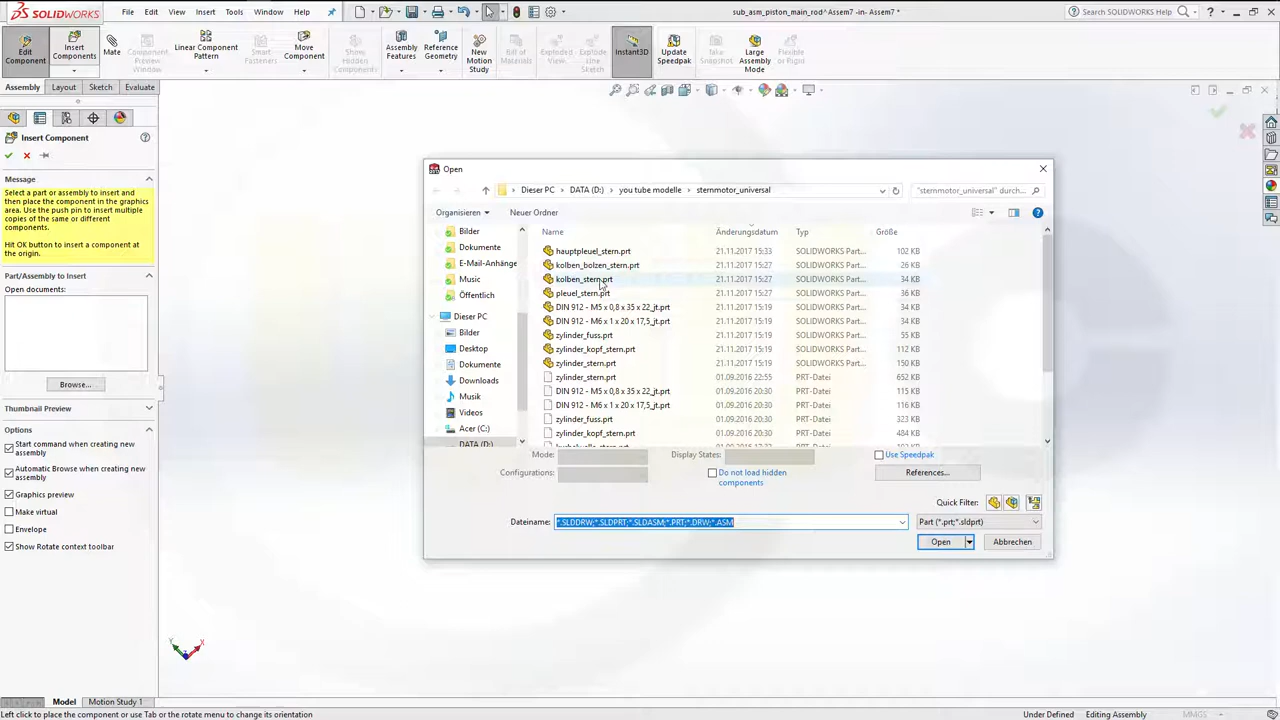 SOLIDWORKS File Edit View Insert Tools Window Help sub_asm_piston_main_rod^Assem7 -in- Assem7 * Search SOLIDWORKS Help
Edit Component
Insert Components
Mate
Component Preview Window
Linear Component Pattern
Smart Fasteners
Move Component
Show Hidden Components
Assembly Features
Reference Geometry
New Motion Study
Bill of Materials
Exploded View
Explode Line Sketch
Instant3D
Update Speedpak
Take Snapshot
Large Assembly Mode
Flexible or Rigid
Assembly Layout Sketch Evaluate
Insert Component
Message
Select a part or assembly to insert and
then place the component in the graphics
area. Use the push pin to insert multiple
copies of the same or different
components.
Hit OK button to insert a component at
the origin.
Part/Assembly to Insert
Open documents:
Browse...
Thumbnail Preview
Options
Start command when creating new
assembly
Automatic Browse when creating new
assembly
Graphics preview
Make virtual
Envelope
Show Rotate context toolbar
Open
Dieser PC > DATA (D:) > you tube modelle > sternmotor_universal
"sternmotor_universal" durch...
Organisieren Neuer Ordner
Bilder
Dokumente
E-Mail-Anhänge
Music
Öffentlich
Dieser PC
Bilder
Desktop
Dokumente
Downloads
Musik
Videos
Acer (C:)
DATA (D:)
Name Änderungsdatum Typ Größe
hauptpleuel_stern.prt 21.11.2017 15:33 SOLIDWORKS Part... 102 KB
kolben_bolzen_stern.prt 21.11.2017 15:27 SOLIDWORKS Part... 26 KB
kolben_stern.prt 21.11.2017 15:27 SOLIDWORKS Part... 34 KB
pleuel_stern.prt 21.11.2017 15:27 SOLIDWORKS Part... 36 KB
DIN 912 - M5 x 0,8 x 35 x 22_jt.prt 21.11.2017 15:19 SOLIDWORKS Part... 34 KB
DIN 912 - M6 x 1 x 20 x 17,5_jt.prt 21.11.2017 15:19 SOLIDWORKS Part... 34 KB
zylinder_fuss.prt 21.11.2017 15:19 SOLIDWORKS Part... 55 KB
zylinder_kopf_stern.prt 21.11.2017 15:19 SOLIDWORKS Part... 112 KB
zylinder_stern.prt 21.11.2017 15:19 SOLIDWORKS Part... 150 KB
zylinder_stern.prt 01.09.2016 22:55 PRT-Datei 652 KB
DIN 912 - M5 x 0,8 x 35 x 22_jt.prt 01.09.2016 20:30 PRT-Datei 115 KB
DIN 912 - M6 x 1 x 20 x 17,5_jt.prt 01.09.2016 20:30 PRT-Datei 116 KB
zylinder_fuss.prt 01.09.2016 20:30 PRT-Datei 323 KB
zylinder_kopf_stern.prt 01.09.2016 20:30 PRT-Datei 484 KB
Mode: Display States: Use Speedpak
Configurations: Do not load hidden
components
References...
Quick Filter:
Dateiname: *.SLDDRW;*.SLDPRT;*.SLDASM;*.PRT;*.DRW;*.ASM Part (*.prt;*.sldprt)
Open Abbrechen
Y X
Model Motion Study 1
Left click to place the component or use Tab or the rotate menu to change its orientation Under Defined Editing Assembly MMGS